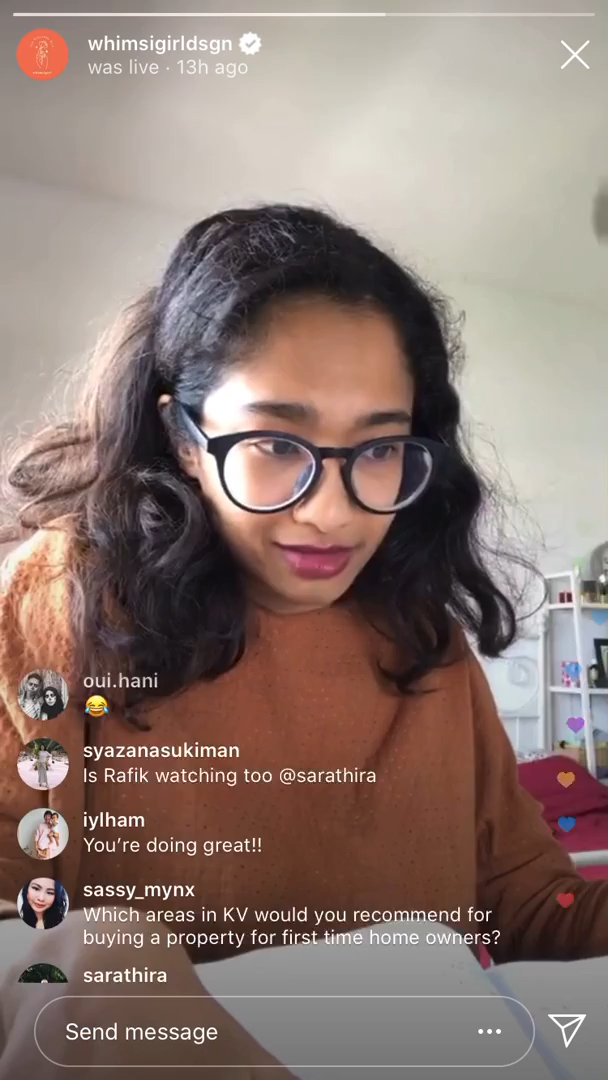 whimsigirldsgn
was live · 13h ago
oui.hani
😂
syazanasukiman
Is Rafik watching too @sarathira
iylham
You’re doing great!!
sassy_mynx
Which areas in KV would you recommend for
buying a property for first time home owners?
sarathira
Send message